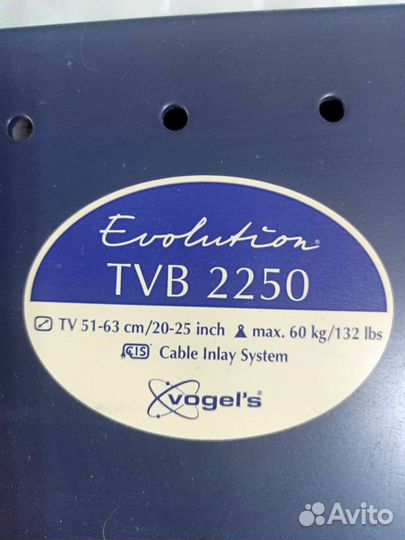 Evolution®
TVB 2250
TV 51-63 cm/20-25 inch max. 60 kg/132 lbs
CIS Cable Inlay System
vogel's®
Avito